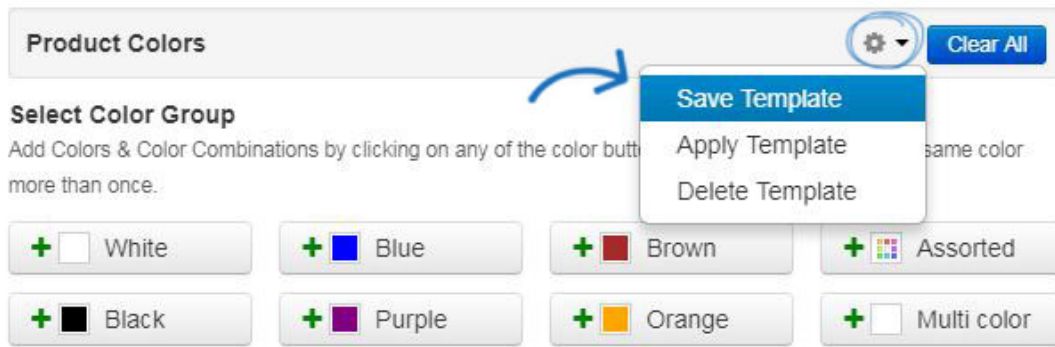 Product Colors
Clear All
Save Template
Apply Template
Delete Template
Select Color Group
Add Colors & Color Combinations by clicking on any of the color butt same color
more than once.
White Blue Brown Assorted
Black Purple Orange Multi color